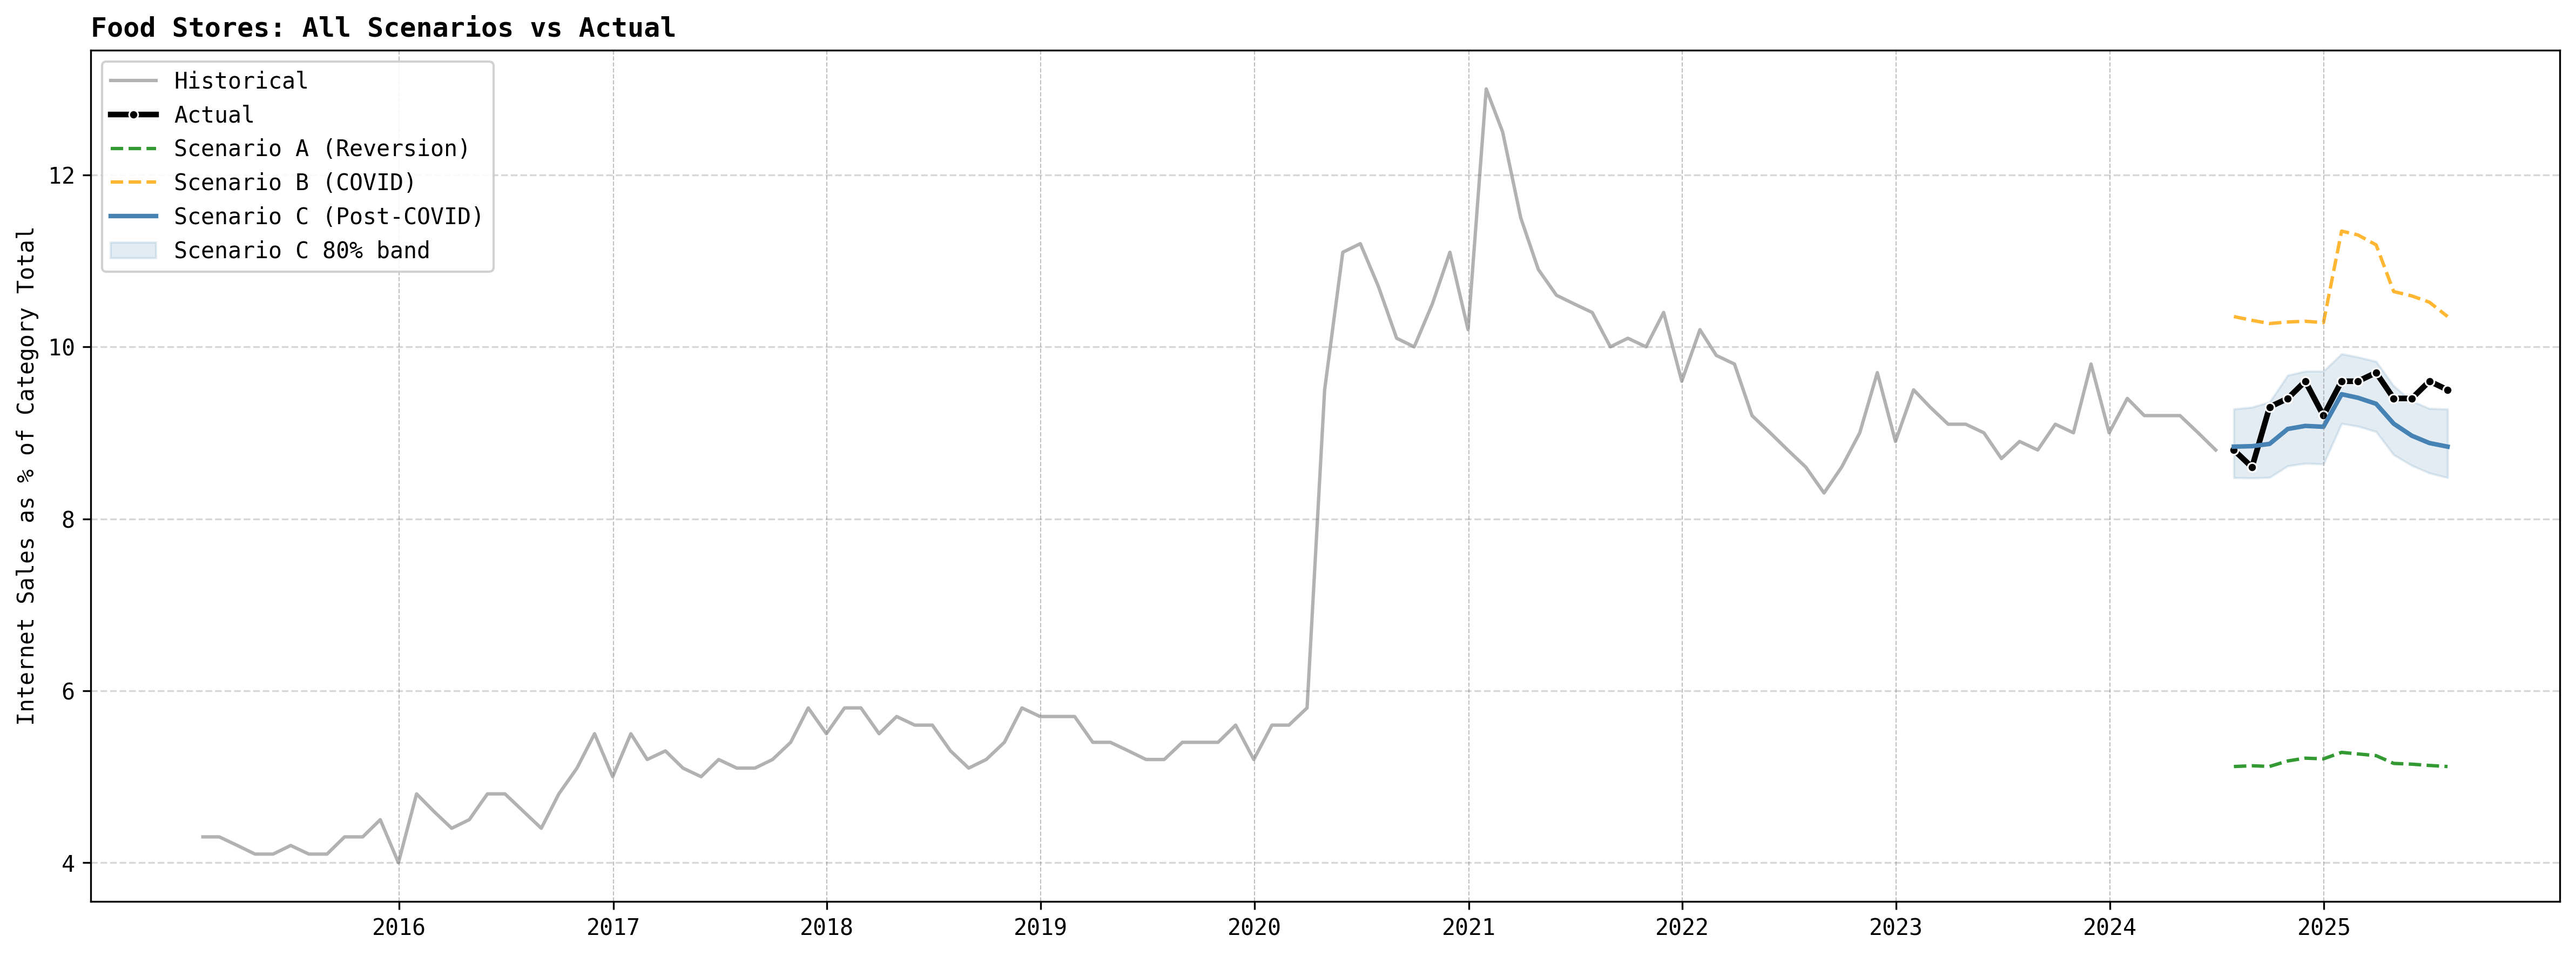 Food Stores: All Scenarios vs Actual
Historical
Actual
Scenario A (Reversion)
Scenario B (COVID)
Scenario C (Post-COVID)
Scenario C 80% band
Internet Sales as % of Category Total
12
10
8
6
4
2016
2017
2018
2019
2020
2021
2022
2023
2024
2025